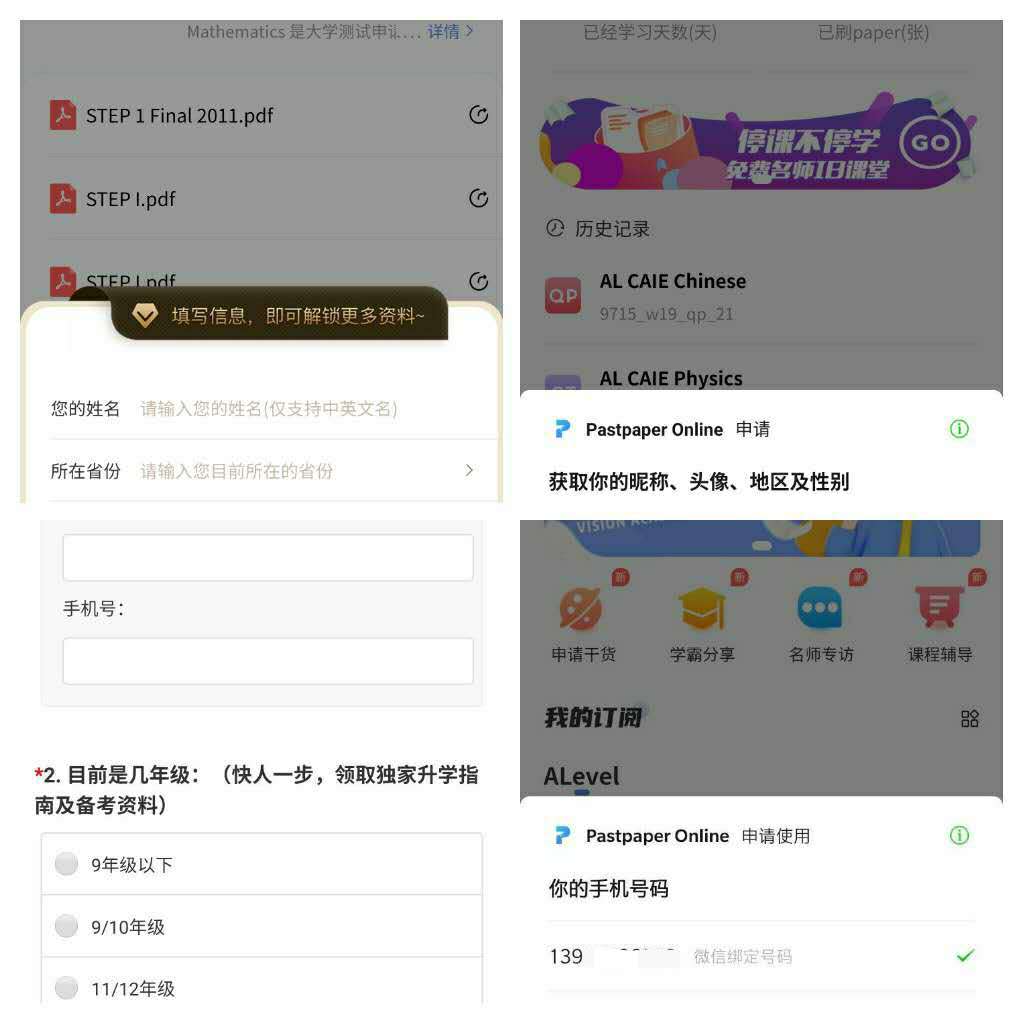 Mathematics 是大学测试申请.... 详情 >
STEP 1 Final 2011.pdf
STEP I.pdf
STEP I.pdf
填写信息，即可解锁更多资料~
您的姓名 请输入您的姓名(仅支持中英文名)
所在省份 请输入您目前所在的省份
已经学习天数(天) 已刷paper(张)
停课不停学
免费名师IB课堂
GO
历史记录
QP
AL CAIE Chinese
9715_w19_qp_21
AL CAIE Physics
Pastpaper Online 申请
获取你的昵称、头像、地区及性别
手机号：
*2. 目前是几年级：（快人一步，领取独家升学指
南及备考资料）
9年级以下
9/10年级
11/12年级
VISION
新 新 新 新
申请干货 学霸分享 名师专访 课程辅导
我的订阅
ALevel
Pastpaper Online 申请使用
你的手机号码
139 微信绑定号码